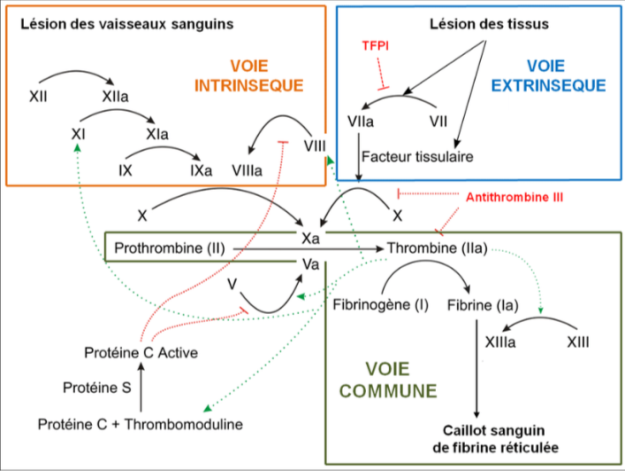 Lésion des vaisseaux sanguins
VOIE
INTRINSEQUE
XII
XIIa
XI
XIa
IX
IXa
VIIIa
VIII
Lésion des tissus
TFPI
VOIE
EXTRINSEQUE
VIIa
VII
Facteur tissulaire
Antithrombine III
X
X
Xa
Prothrombine (II)
Thrombine (IIa)
Va
V
Fibrinogène (I)
Fibrine (Ia)
XIIIa
XIII
Protéine C Active
Protéine S
Protéine C + Thrombomoduline
VOIE
COMMUNE
Caillot sanguin
de fibrine réticulée